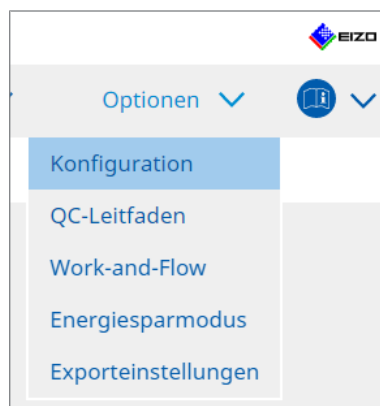 EIZO
Optionen
Konfiguration
QC-Leitfaden
Work-and-Flow
Energiesparmodus
Exporteinstellungen